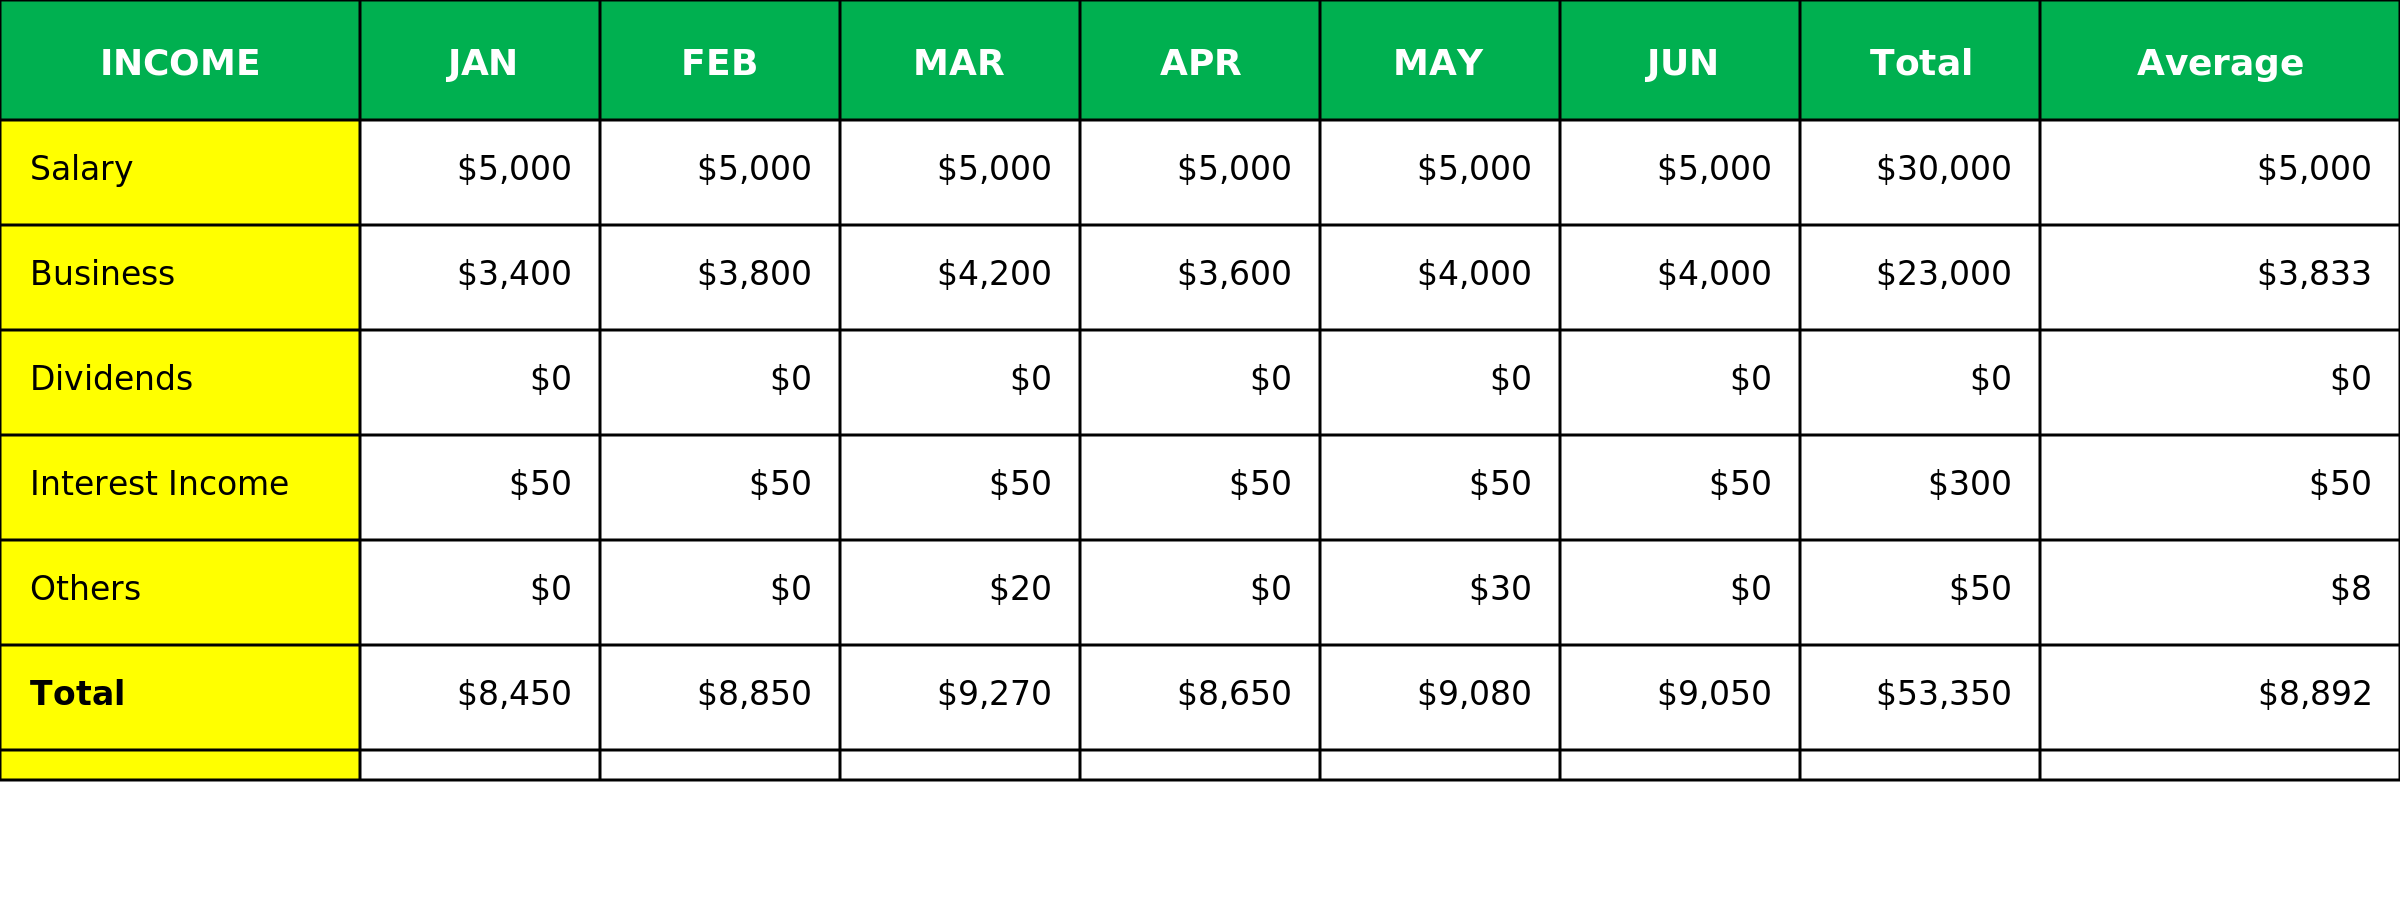 INCOME JAN FEB MAR APR MAY JUN Total Average
Salary $5,000 $5,000 $5,000 $5,000 $5,000 $5,000 $30,000 $5,000
Business $3,400 $3,800 $4,200 $3,600 $4,000 $4,000 $23,000 $3,833
Dividends $0 $0 $0 $0 $0 $0 $0 $0
Interest Income $50 $50 $50 $50 $50 $50 $300 $50
Others $0 $0 $20 $0 $30 $0 $50 $8
Total $8,450 $8,850 $9,270 $8,650 $9,080 $9,050 $53,350 $8,892